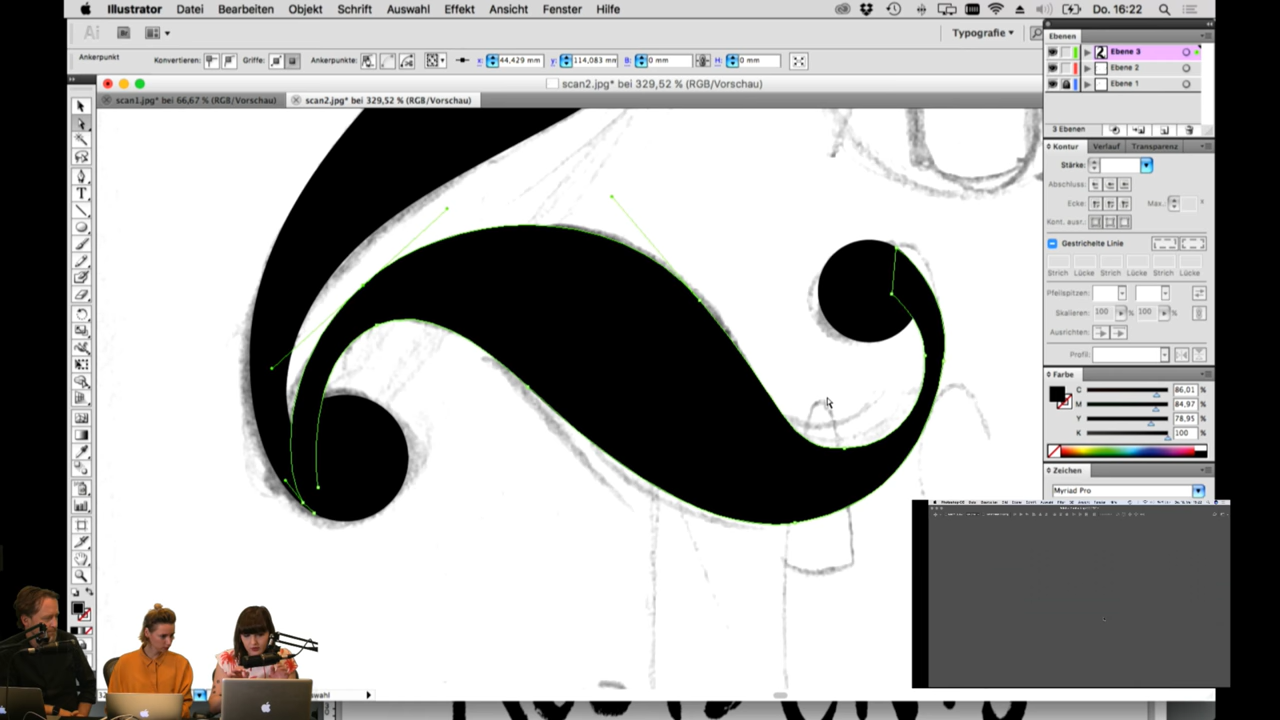 Illustrator Datei Bearbeiten Objekt Schrift Auswahl Effekt Ansicht Fenster Hilfe Do. 16:22
Ai Typografie
Ankerpunkt Konvertieren: Griffe: Ankerpunkte: x: 44,429 mm y: 114,083 mm B: 0 mm H: 0 mm
scan2.jpg* bei 329,52 % (RGB/Vorschau)
scan1.jpg* bei 66,67 % (RGB/Vorschau) scan2.jpg* bei 329,52 % (RGB/Vorschau)
Ebenen
Ebene 3
Ebene 2
Ebene 1
3 Ebenen
Kontur Verlauf Transparenz
Stärke:
Abschluss:
Ecke: Max.: x
Kont. ausr.:
Gestrichelte Linie
Strich Lücke Strich Lücke Strich Lücke
Pfeilspitzen:
Skalieren: 100 % 100 %
Ausrichten:
Profil:
Farbe
C 86,01 %
M 84,97 %
Y 78,95 %
K 100 %
Zeichen
Myriad Pro